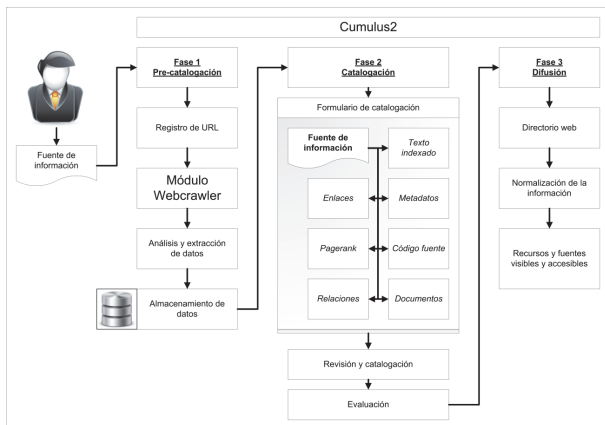 Cumulus2
Fuente de
información
Fase 1
Pre-catalogación
Registro de URL
Módulo
Webcrawler
Análisis y extracción
de datos
Almacenamiento de
datos
Fase 2
Catalogación
Formulario de catalogación
Fuente de
información
Texto
indexado
Enlaces
Metadatos
Pagerank
Código fuente
Relaciones
Documentos
Revisión y catalogación
Evaluación
Fase 3
Difusión
Directorio web
Normalización de la
información
Recursos y fuentes
visibles y accesibles